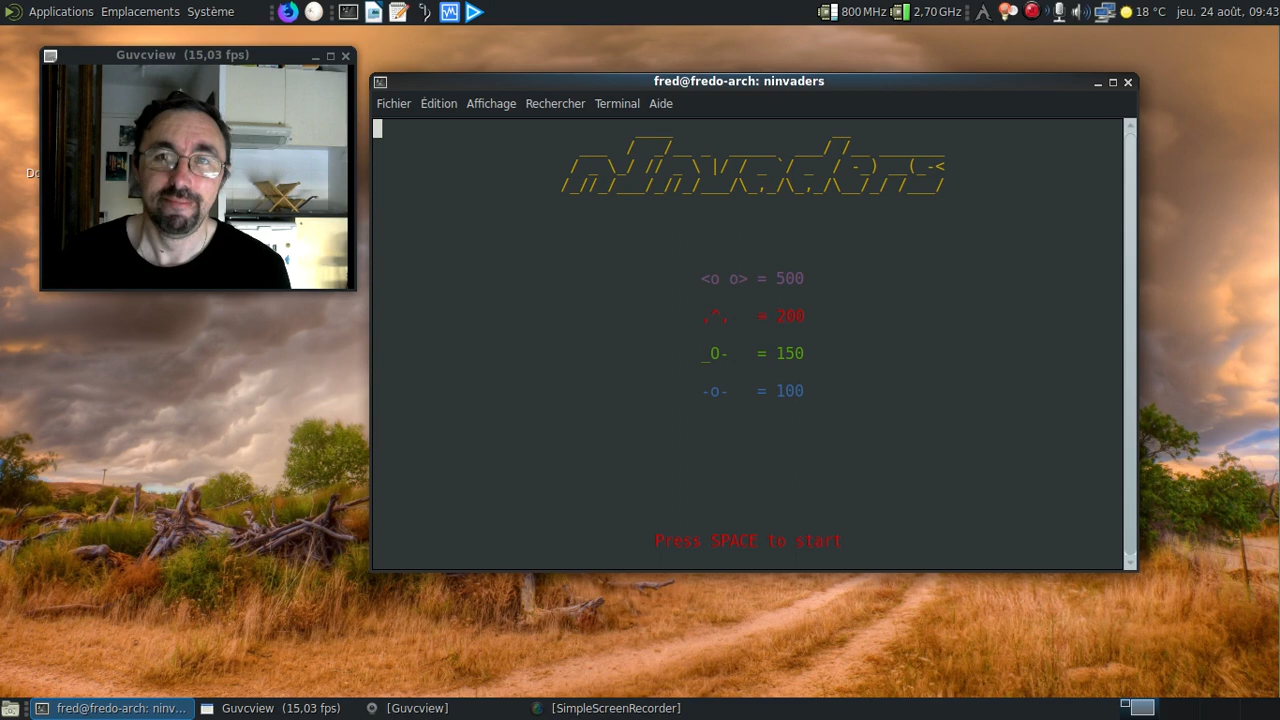 Applications Emplacements Système
800 MHz 2,70 GHz 18 °C jeu. 24 août, 09:43
Guvcview (15,03 fps)
fred@fredo-arch: ninvaders
Fichier Édition Affichage Rechercher Terminal Aide
nInvaders
<o o> = 500
,^, = 200
_O- = 150
-o- = 100
Press SPACE to start
fred@fredo-arch: ninv...
Guvcview (15,03 fps)
[Guvcview]
[SimpleScreenRecorder]